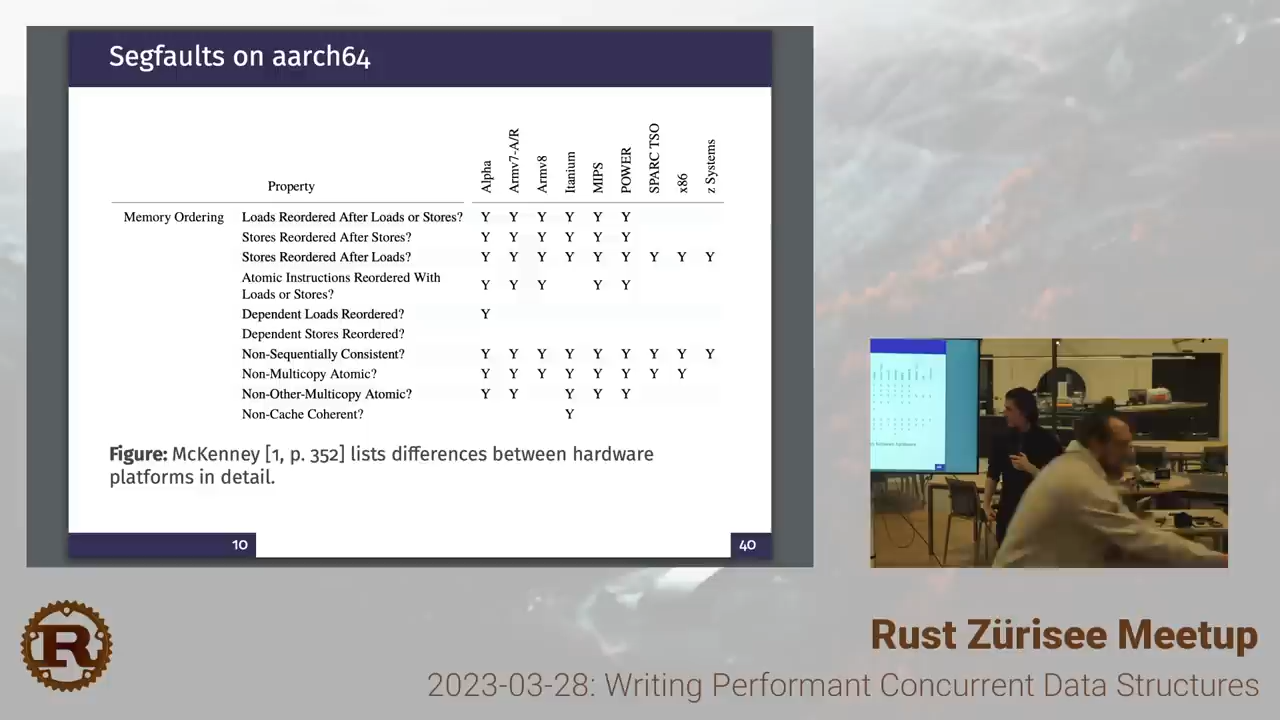 Segfaults on aarch64
Property Alpha Armv7-A/R Armv8 Itanium MIPS POWER SPARC TSO x86 z Systems
Memory Ordering Loads Reordered After Loads or Stores? Y Y Y Y Y Y
Stores Reordered After Stores? Y Y Y Y Y Y
Stores Reordered After Loads? Y Y Y Y Y Y Y Y Y
Atomic Instructions Reordered With
Loads or Stores? Y Y Y Y Y
Dependent Loads Reordered? Y
Dependent Stores Reordered?
Non-Sequentially Consistent? Y Y Y Y Y Y Y Y Y
Non-Multicopy Atomic? Y Y Y Y Y Y Y Y
Non-Other-Multicopy Atomic? Y Y Y Y Y
Non-Cache Coherent? Y
Figure: McKenney [1, p. 352] lists differences between hardware
platforms in detail.
10
40
R
Rust Zürisee Meetup
2023-03-28: Writing Performant Concurrent Data Structures